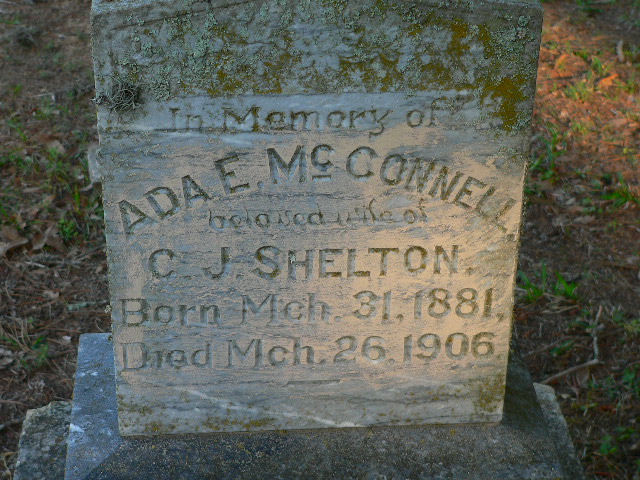 In Memory of
ADA E. McCONNELL,
beloved wife of
C. J. SHELTON.
Born Mch. 31, 1881,
Died Mch. 26, 1906